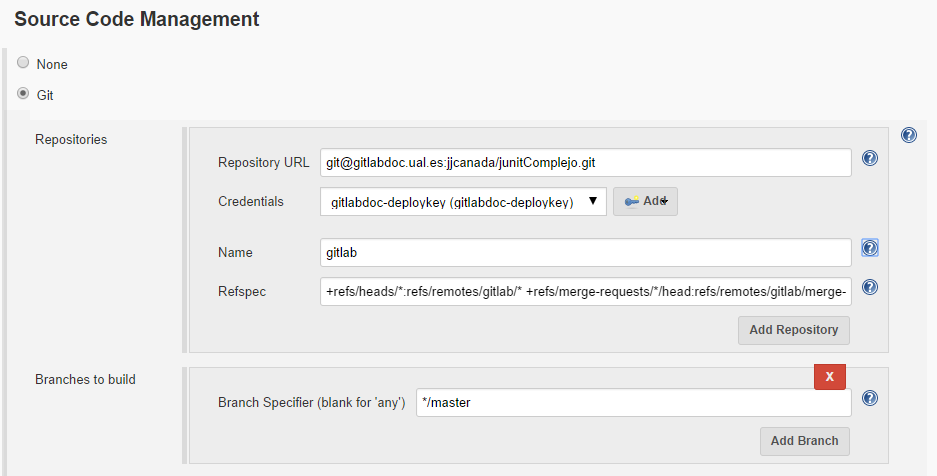 Source Code Management
None
Git
Repositories
Repository URL git@gitlabdoc.ual.es:jjcanada/junitComplejo.git
Credentials gitlabdoc-deploykey (gitlabdoc-deploykey) Add
Name gitlab
Refspec +refs/heads/*:refs/remotes/gitlab/* +refs/merge-requests/*/head:refs/remotes/gitlab/merge-
Add Repository
Branches to build
X
Branch Specifier (blank for 'any') */master
Add Branch